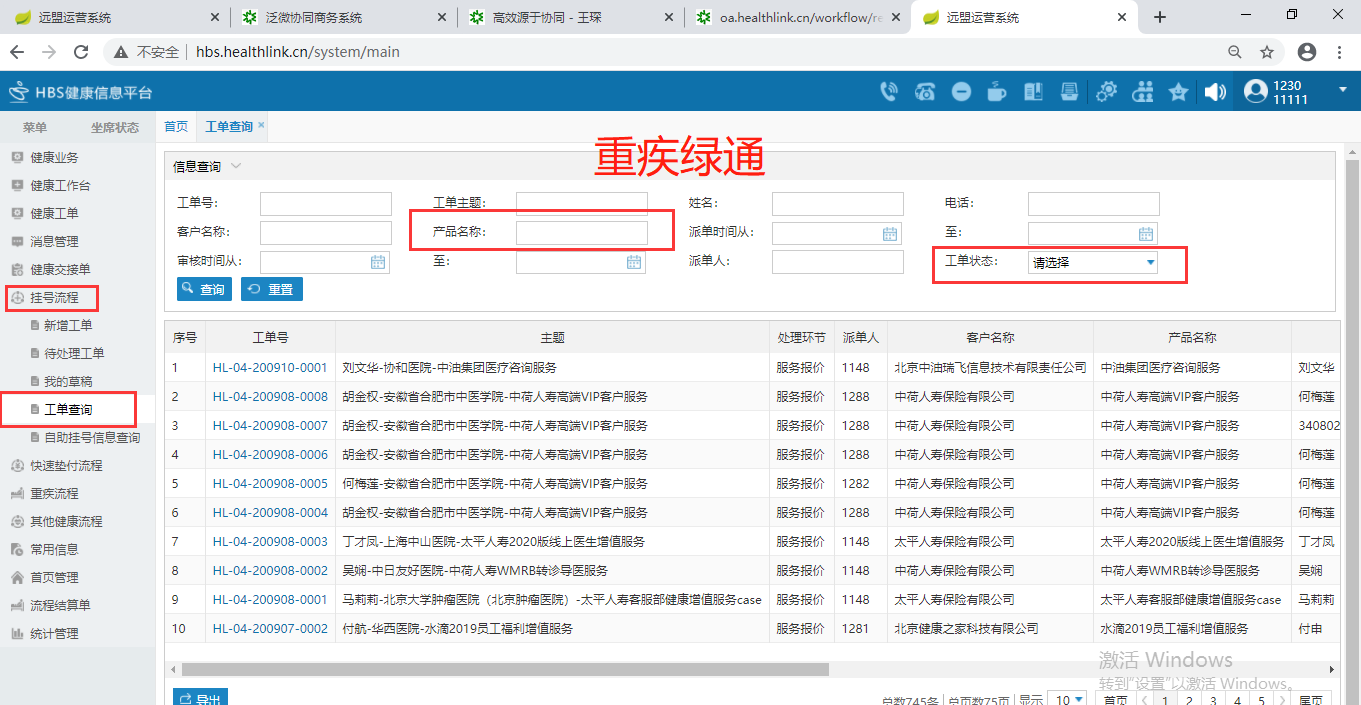 远盟运营系统
泛微协同商务系统
高效源于协同 - 王琛
oa.healthlink.cn/workflow/re
远盟运营系统
不安全 hbs.healthlink.cn/system/main
HBS健康信息平台
1230
11111
菜单 坐席状态 首页 工单查询
重疾绿通
健康业务
健康工作台
健康工单
消息管理
健康交接单
挂号流程
新增工单
待处理工单
我的草稿
工单查询
自助挂号信息查询
快速垫付流程
重疾流程
其他健康流程
常用信息
首页管理
流程结算单
统计管理
信息查询
工单号: 工单主题: 姓名: 电话:
客户名称: 产品名称: 派单时间从: 至:
审核时间从: 至: 派单人: 工单状态: 请选择
查询 重置
序号 工单号 主题 处理环节 派单人 客户名称 产品名称
1 HL-04-200910-0001 刘文华-协和医院-中油集团医疗咨询服务 服务报价 1148 北京中油瑞飞信息技术有限责任公司 中油集团医疗咨询服务 刘文华
2 HL-04-200908-0008 胡金权-安徽省合肥市中医学院-中荷人寿高端VIP客户服务 服务报价 1288 中荷人寿保险有限公司 中荷人寿高端VIP客户服务 何梅莲
3 HL-04-200908-0007 胡金权-安徽省合肥市中医学院-中荷人寿高端VIP客户服务 服务报价 1288 中荷人寿保险有限公司 中荷人寿高端VIP客户服务 340802
4 HL-04-200908-0006 胡金权-安徽省合肥市中医学院-中荷人寿高端VIP客户服务 服务报价 1288 中荷人寿保险有限公司 中荷人寿高端VIP客户服务 何梅莲
5 HL-04-200908-0005 何梅莲-安徽省合肥市中医学院-中荷人寿高端VIP客户服务 服务报价 1282 中荷人寿保险有限公司 中荷人寿高端VIP客户服务 何梅莲
6 HL-04-200908-0004 胡金权-安徽省合肥市中医学院-中荷人寿高端VIP客户服务 服务报价 1288 中荷人寿保险有限公司 中荷人寿高端VIP客户服务 何梅莲
7 HL-04-200908-0003 丁才凤-上海中山医院-太平人寿2020版线上医生增值服务 服务报价 1148 太平人寿保险有限公司 太平人寿2020版线上医生增值服务 丁才凤
8 HL-04-200908-0002 吴娴-中日友好医院-中荷人寿WMRB转诊导医服务 服务报价 1148 中荷人寿保险有限公司 中荷人寿WMRB转诊导医服务 吴娴
9 HL-04-200908-0001 马莉莉-北京大学肿瘤医院（北京肿瘤医院）-太平人寿客服部健康增值服务case 服务报价 1148 太平人寿保险有限公司 太平人寿客服部健康增值服务case 马莉莉
10 HL-04-200907-0002 付航-华西医院-水滴2019员工福利增值服务 服务报价 1281 北京健康之家科技有限公司 水滴2019员工福利增值服务 付申
激活 Windows
转到"设置"以激活 Windows。
导出 总数745条 总页数75页 显示 10 首页 1 2 3 4 5 尾页